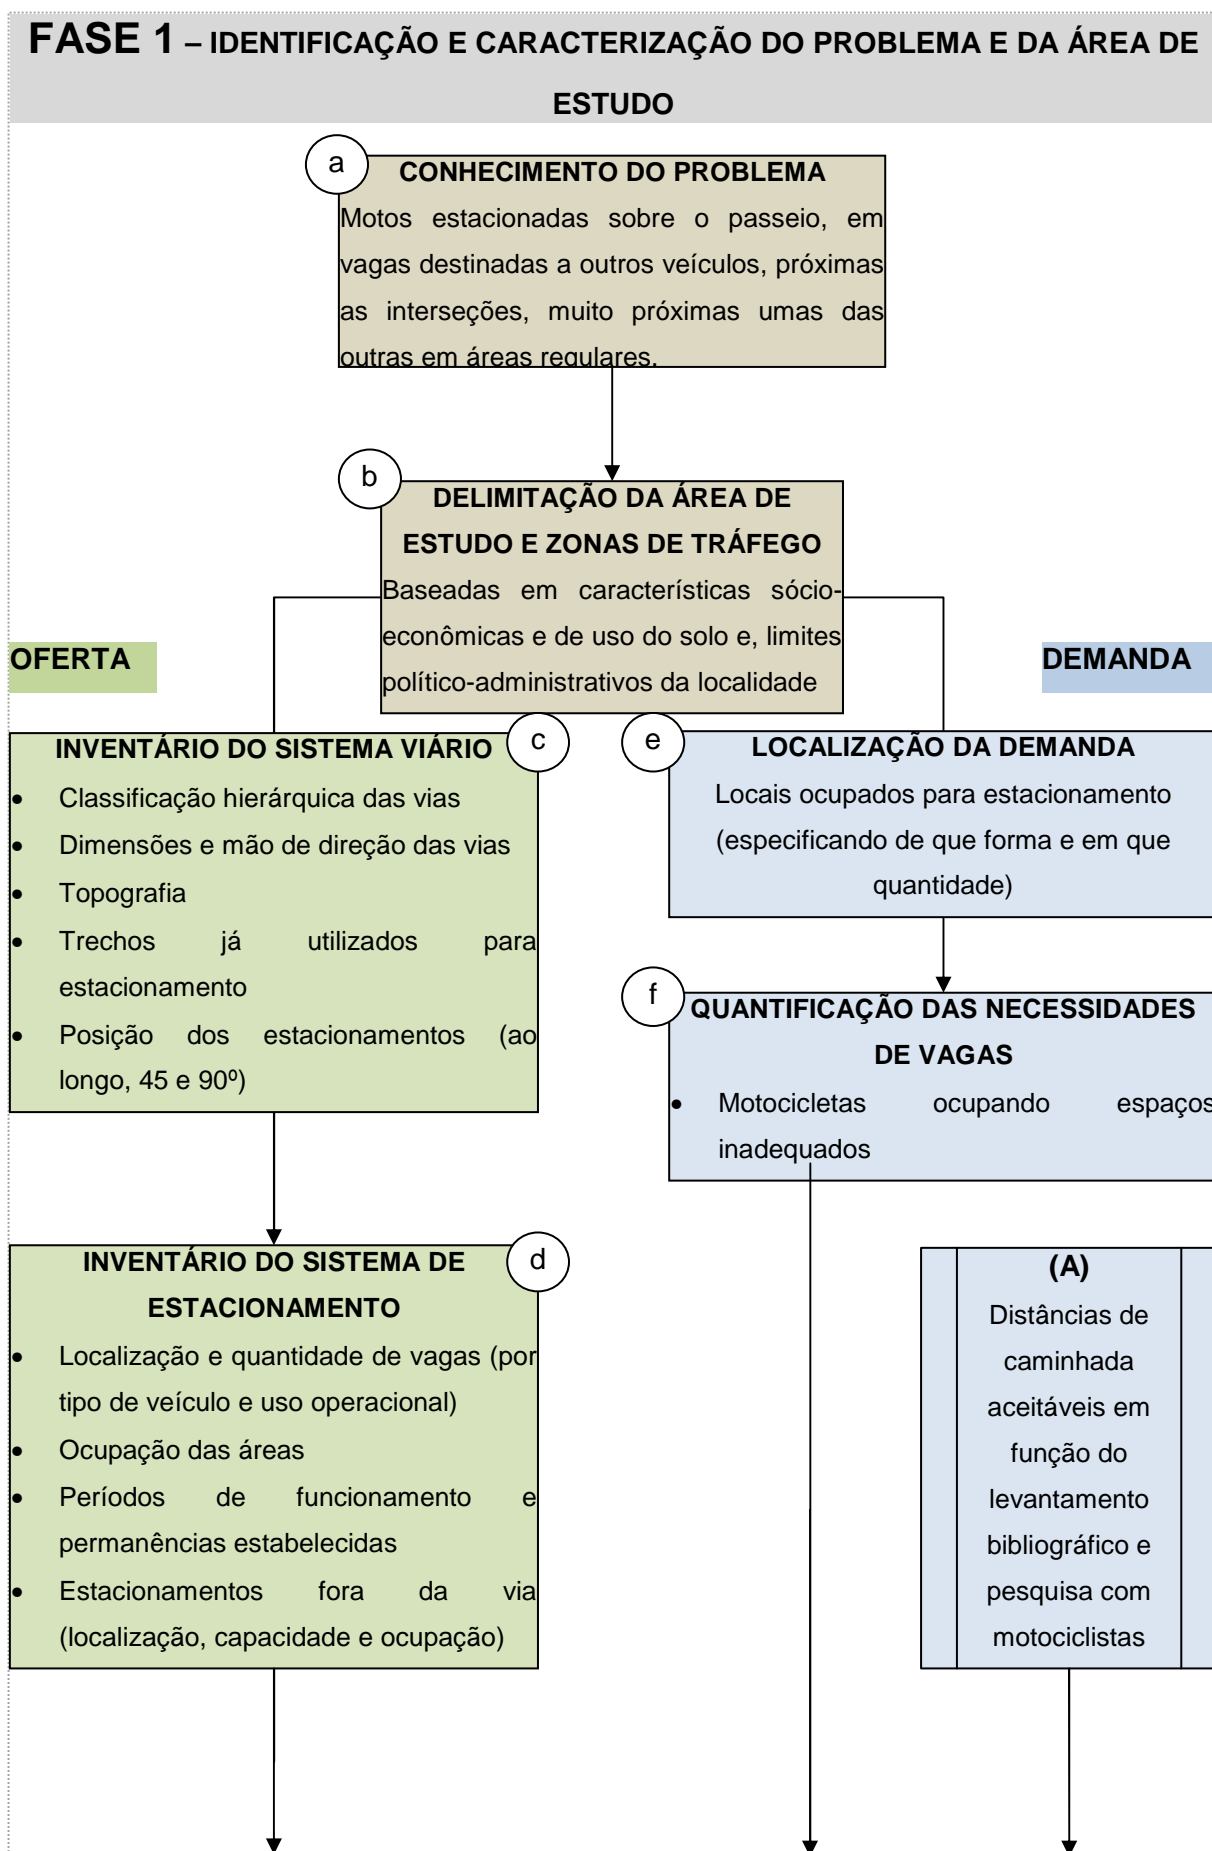 FASE 1 – IDENTIFICAÇÃO E CARACTERIZAÇÃO DO PROBLEMA E DA ÁREA DE
ESTUDO
a
CONHECIMENTO DO PROBLEMA
Motos estacionadas sobre o passeio, em
vagas destinadas a outros veículos, próximas
as interseções, muito próximas umas das
outras em áreas regulares.
b
DELIMITAÇÃO DA ÁREA DE
ESTUDO E ZONAS DE TRÁFEGO
Baseadas em características sócio-
econômicas e de uso do solo e, limites
político-administrativos da localidade
OFERTA
DEMANDA
c
INVENTÁRIO DO SISTEMA VIÁRIO
• Classificação hierárquica das vias
• Dimensões e mão de direção das vias
• Topografia
• Trechos já utilizados para
estacionamento
• Posição dos estacionamentos (ao
longo, 45 e 90º)
d
INVENTÁRIO DO SISTEMA DE
ESTACIONAMENTO
• Localização e quantidade de vagas (por
tipo de veículo e uso operacional)
• Ocupação das áreas
• Períodos de funcionamento e
permanências estabelecidas
• Estacionamentos fora da via
(localização, capacidade e ocupação)
e
LOCALIZAÇÃO DA DEMANDA
Locais ocupados para estacionamento
(especificando de que forma e em que
quantidade)
f
QUANTIFICAÇÃO DAS NECESSIDADES
DE VAGAS
• Motocicletas ocupando espaços
inadequados
(A)
Distâncias de
caminhada
aceitáveis em
função do
levantamento
bibliográfico e
pesquisa com
motociclistas